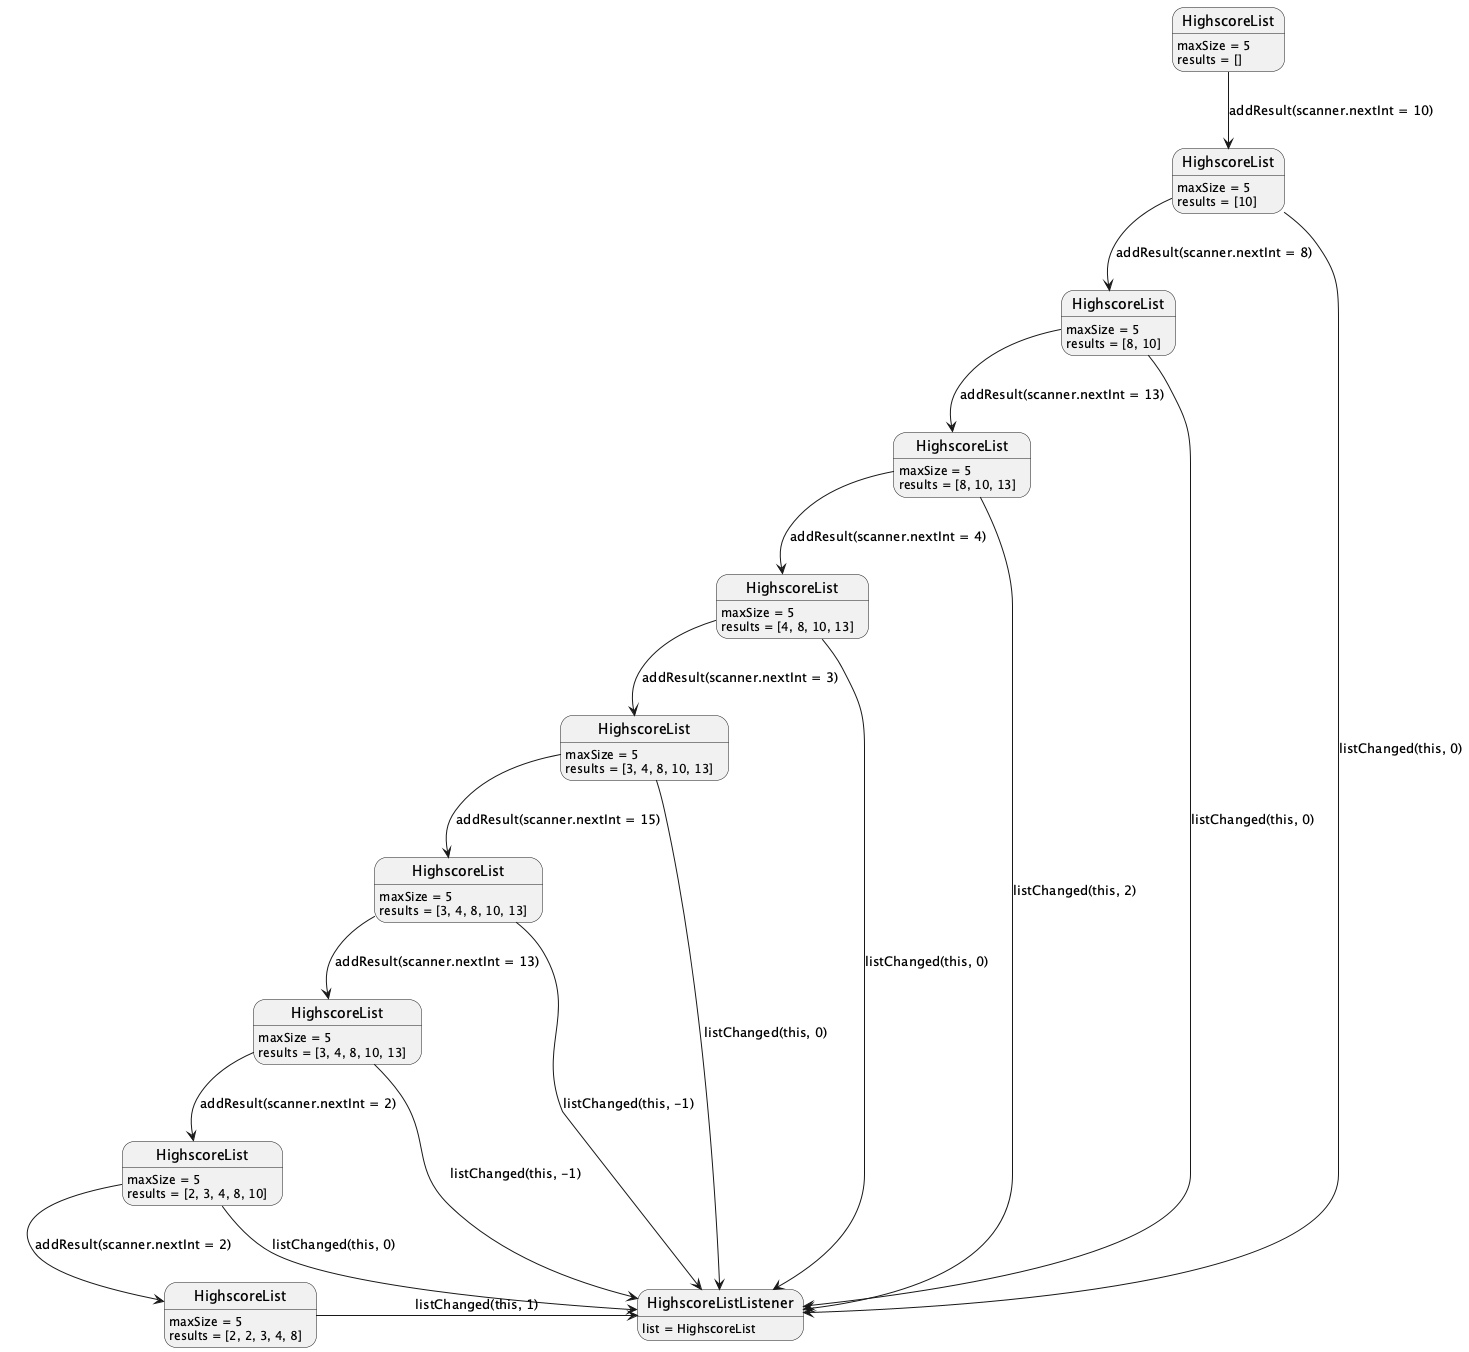 HighscoreList
maxSize = 5
results = []
addResult(scanner.nextInt = 10)
HighscoreList
maxSize = 5
results = [10]
addResult(scanner.nextInt = 8)
HighscoreList
maxSize = 5
results = [8, 10]
addResult(scanner.nextInt = 13)
HighscoreList
maxSize = 5
results = [8, 10, 13]
addResult(scanner.nextInt = 4)
HighscoreList
maxSize = 5
results = [4, 8, 10, 13]
addResult(scanner.nextInt = 3)
HighscoreList
maxSize = 5
results = [3, 4, 8, 10, 13]
listChanged(this, 0)
addResult(scanner.nextInt = 15)
listChanged(this, 0)
HighscoreList
maxSize = 5
results = [3, 4, 8, 10, 13]
listChanged(this, 2)
addResult(scanner.nextInt = 13)
listChanged(this, 0)
HighscoreList
maxSize = 5
results = [3, 4, 8, 10, 13]
listChanged(this, 0)
addResult(scanner.nextInt = 2)
listChanged(this, -1)
HighscoreList
maxSize = 5
results = [2, 3, 4, 8, 10]
listChanged(this, -1)
addResult(scanner.nextInt = 2)
listChanged(this, 0)
HighscoreList
maxSize = 5
results = [2, 2, 3, 4, 8]
listChanged(this, 1)
HighscoreListListener
list = HighscoreList